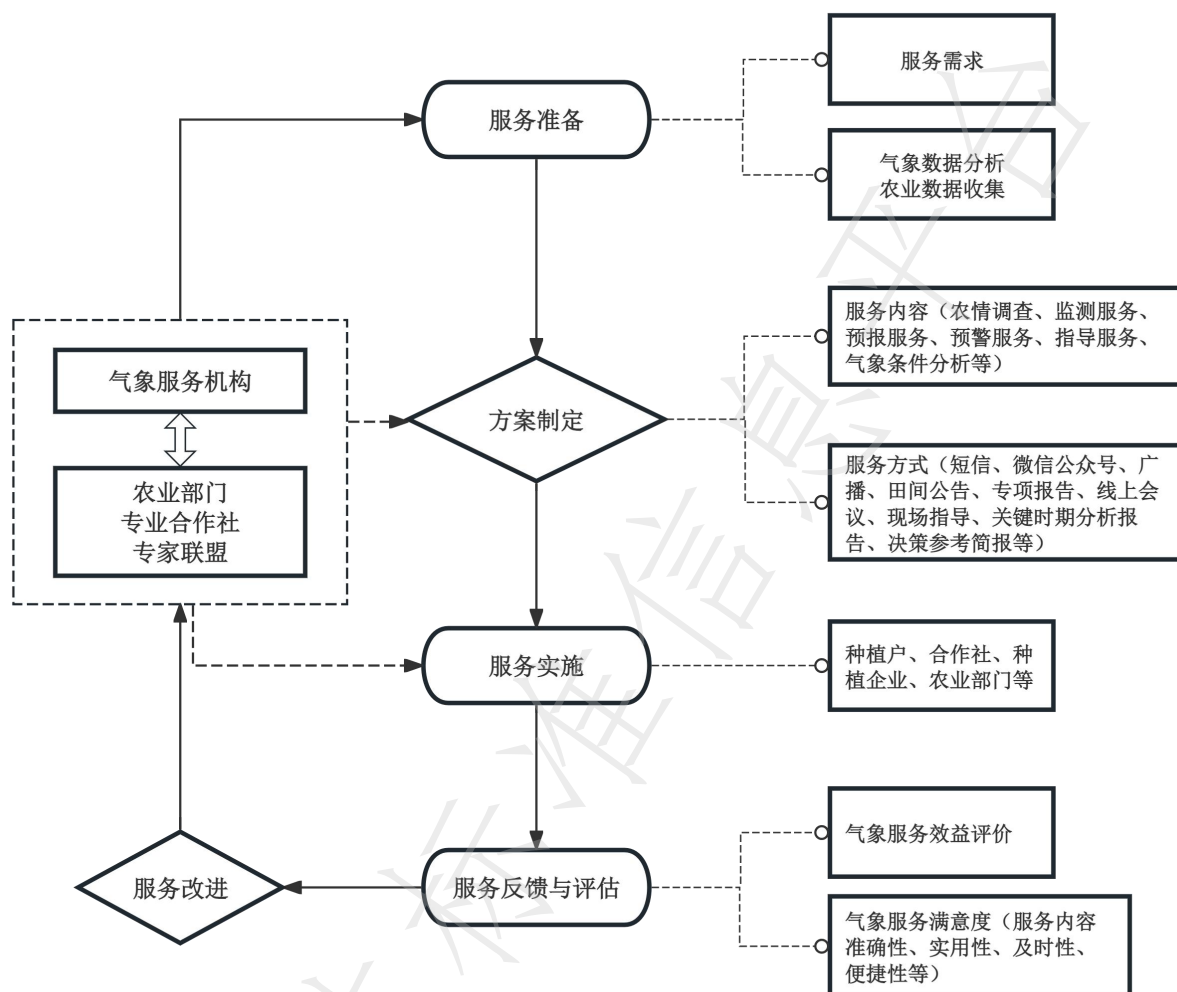 服务需求
服务准备
气象数据分析
农业数据收集
服务内容（农情调查、监测服务、
预报服务、预警服务、指导服务、
气象条件分析等）
气象服务机构
方案制定
农业部门
专业合作社
专家联盟
服务方式（短信、微信公众号、广
播、田间公告、专项报告、线上会
议、现场指导、关键时期分析报
告、决策参考简报等）
服务实施
种植户、合作社、种
植企业、农业部门等
气象服务效益评价
服务改进
服务反馈与评估
气象服务满意度（服务内容
准确性、实用性、及时性、
便捷性等）
标准信息平台